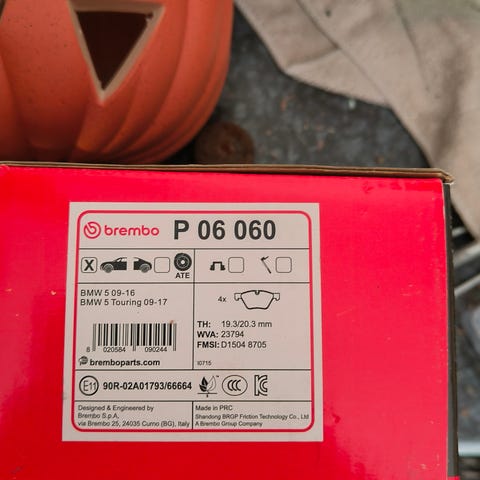 brembo P 06 060
X
ATE
BMW 5 09-16
BMW 5 Touring 09-17
4x
TH: 19.3/20.3 mm
WVA: 23794
FMSI: D1504 8705
8 020584 090244
bremboparts.com
I0715
E11 90R-02A01793/66664
CCC
Designed & Engineered by
Brembo S.p.A,
via Brembo 25, 24035 Curno (BG), Italy
Made in PRC
Shandong BRGP Friction Technology Co., Ltd
A Brembo Group Company